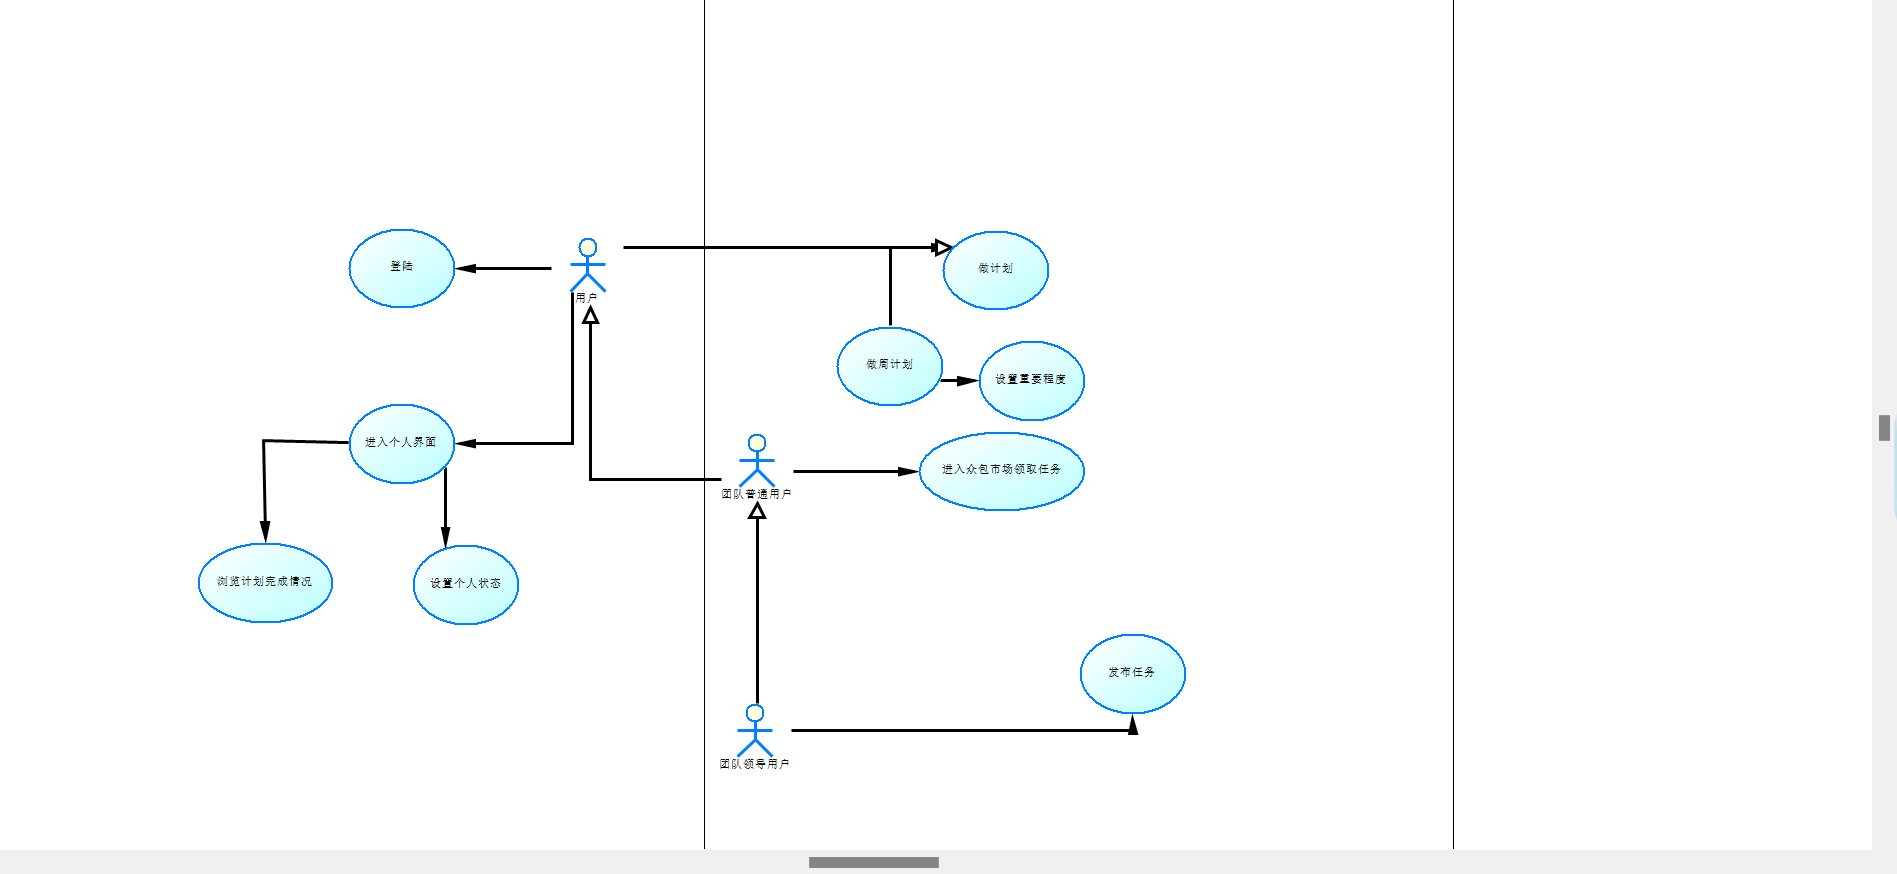 登陆
用户
做计划
做周计划
设置重要程度
进入个人界面
团队普通用户
进入众包市场领取任务
浏览计划完成情况
设置个人状态
发布任务
团队领导用户